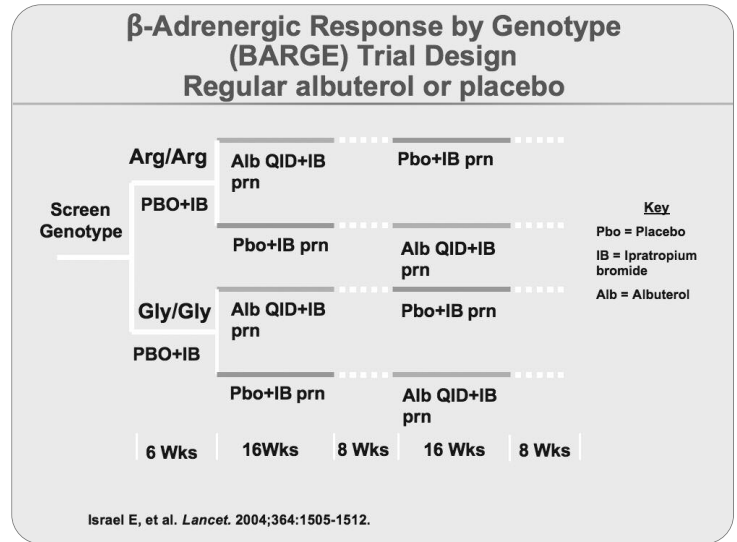 β-Adrenergic Response by Genotype
(BARGE) Trial Design
Regular albuterol or placebo
Arg/Arg
Alb QID+IB
prn
Pbo+IB prn
Screen
Genotype
PBO+IB
Pbo+IB prn
Alb QID+IB
prn
Key
Pbo = Placebo
IB = Ipratropium
bromide
Alb = Albuterol
Gly/Gly
Alb QID+IB
prn
Pbo+IB prn
PBO+IB
Pbo+IB prn
Alb QID+IB
prn
6 Wks
16Wks
8 Wks
16 Wks
8 Wks
Israel E, et al. Lancet. 2004;364:1505-1512.